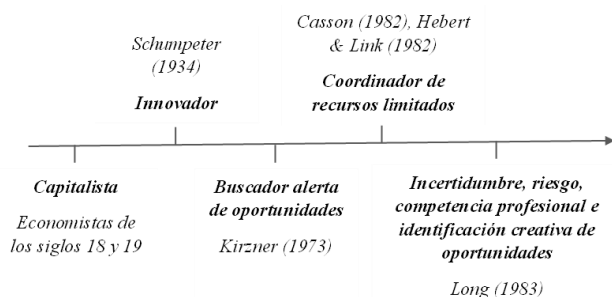 Schumpeter
(1934)
Innovador
Casson (1982), Hebert
& Link (1982)
Coordinador de
recursos limitados
Capitalista
Economistas de
los siglos 18 y 19
Buscador alerta
de oportunidades
Kirzner (1973)
Incertidumbre, riesgo,
competencia profesional e
identificación creativa de
oportunidades
Long (1983)